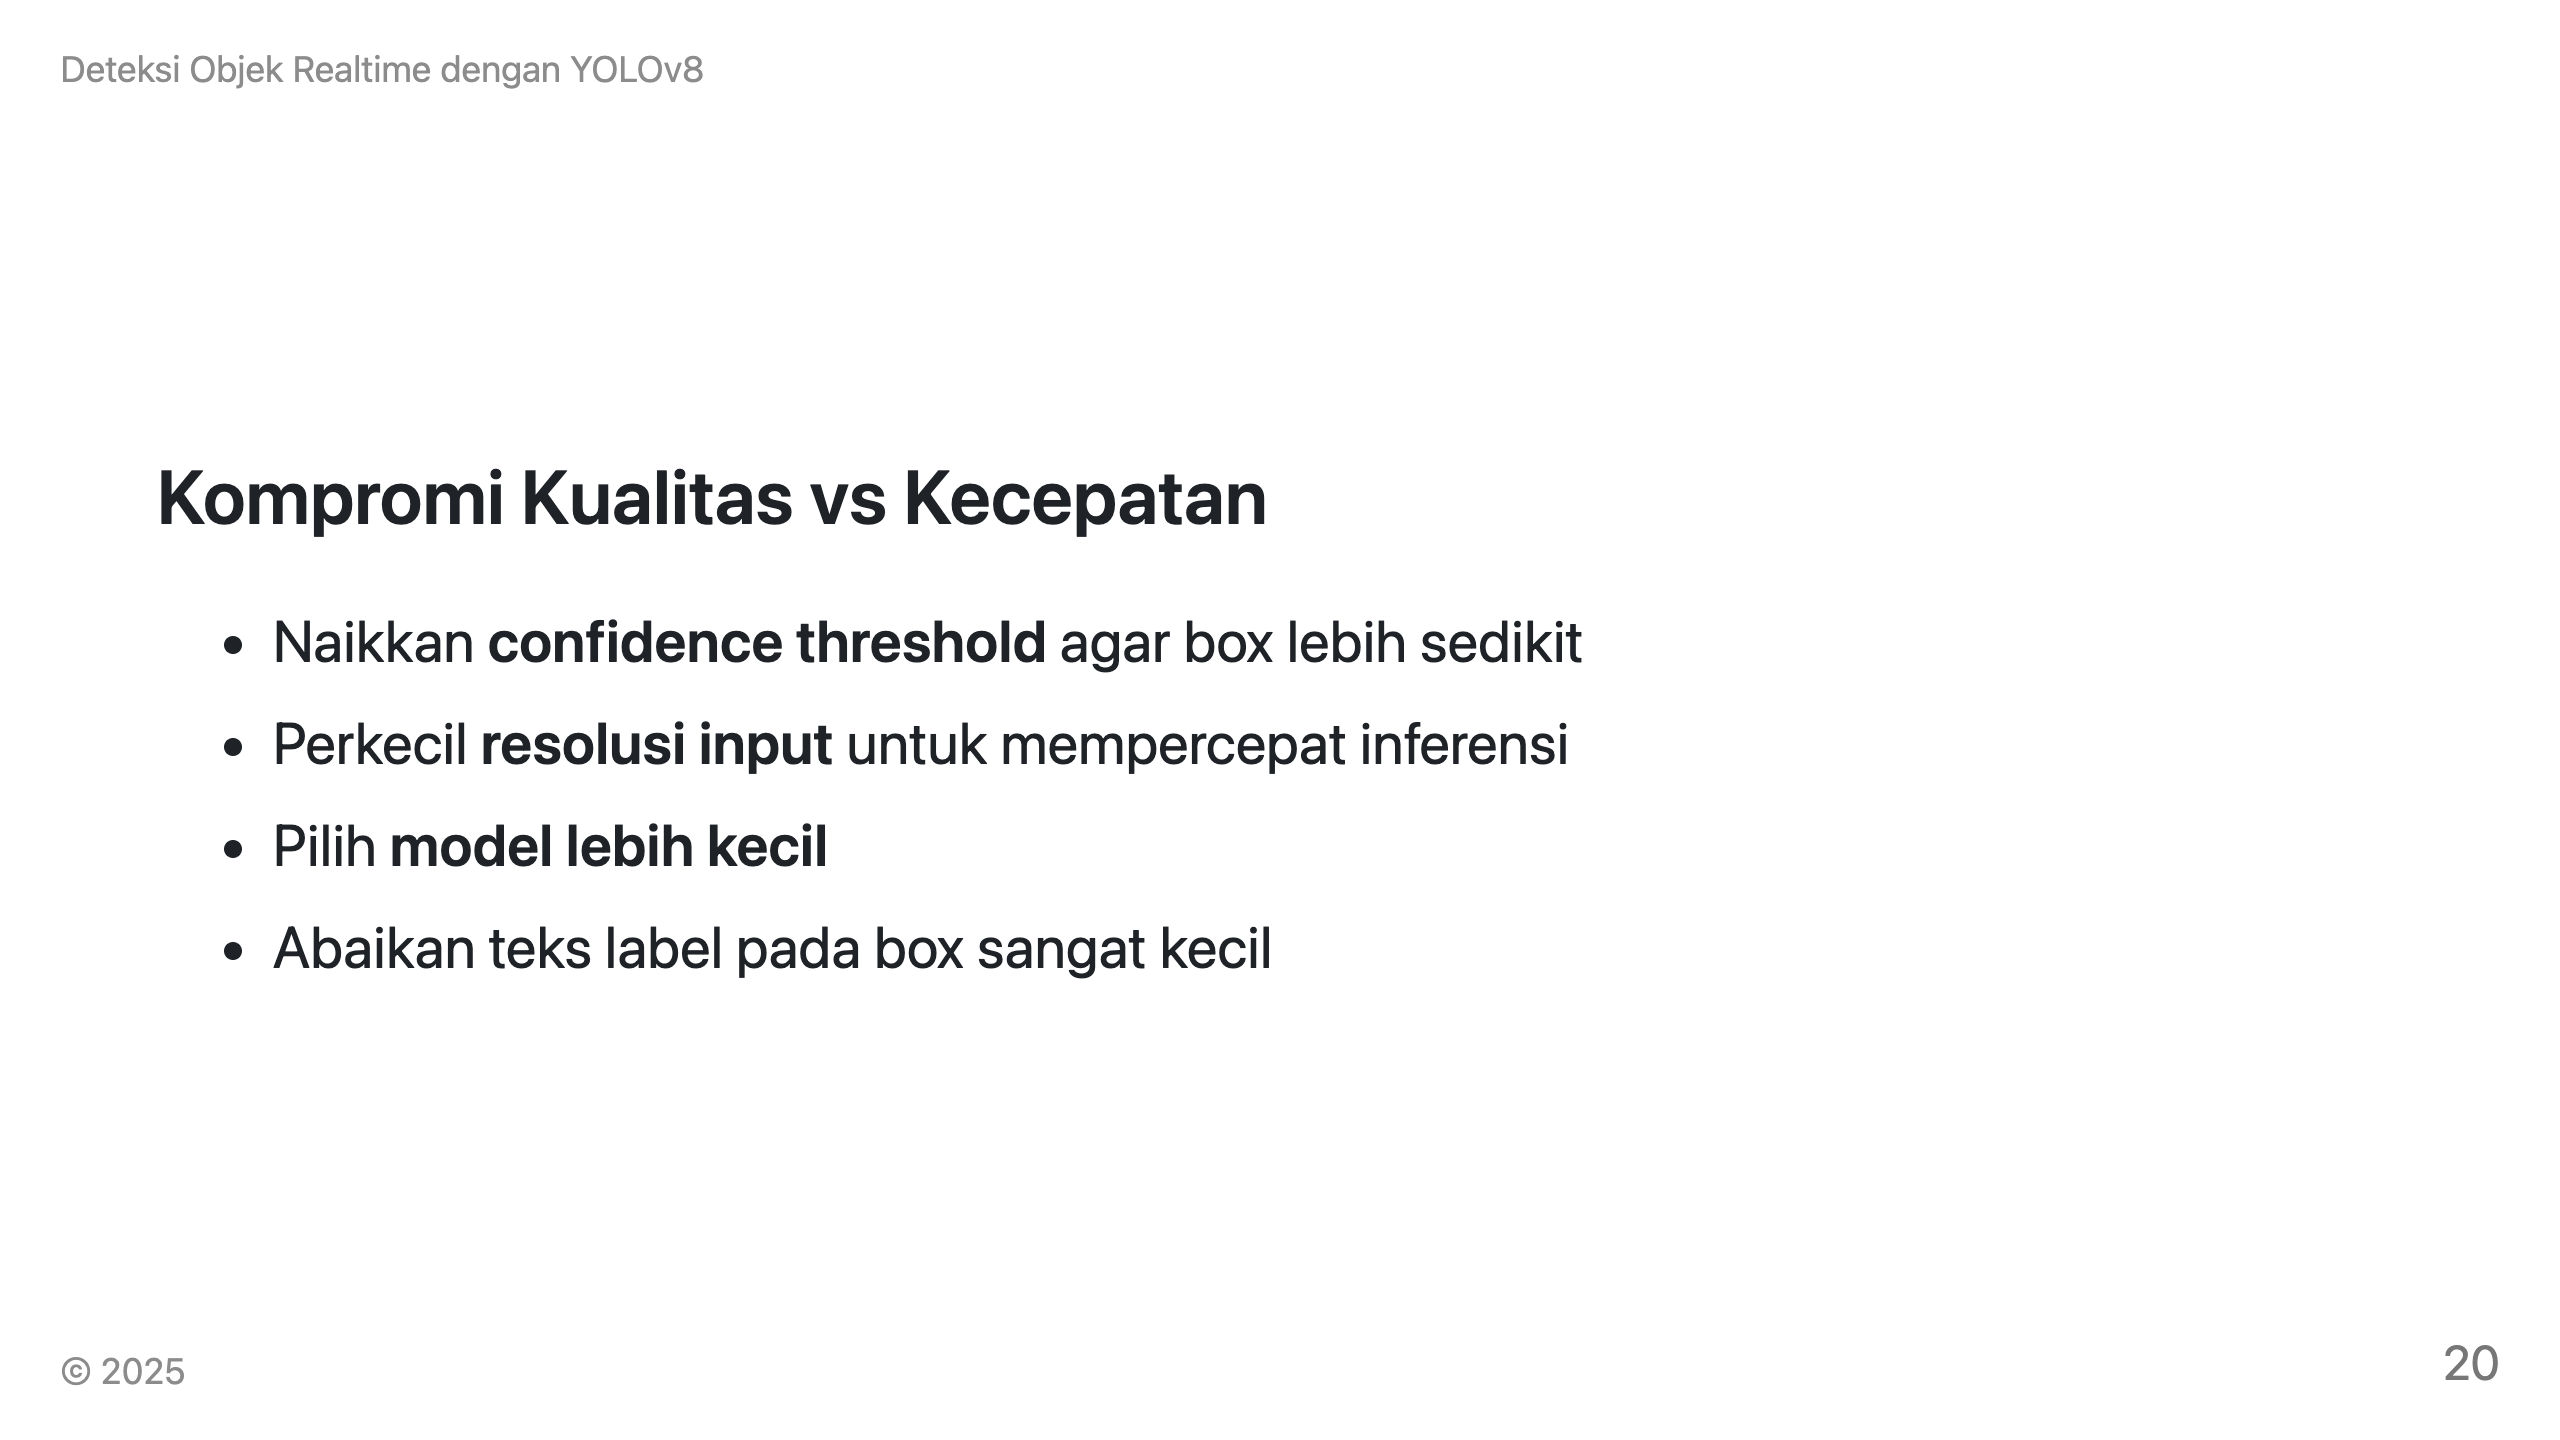 Deteksi Objek Realtime dengan YOLOv8
Kompromi Kualitas vs Kecepatan
• Naikkan confidence threshold agar box lebih sedikit
• Perkecil resolusi input untuk mempercepat inferensi
• Pilih model lebih kecil
• Abaikan teks label pada box sangat kecil
© 2025
20